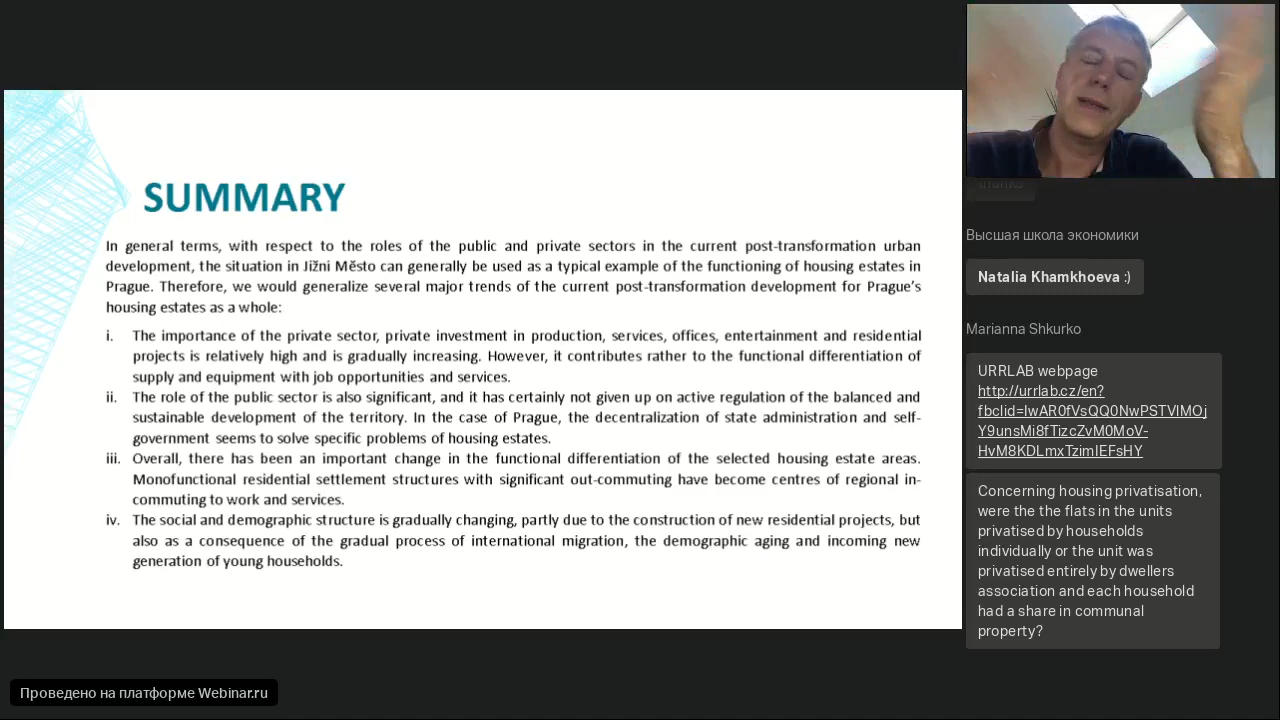 SUMMARY
In general terms, with respect to the roles of the public and private sectors in the current post-transformation urban
development, the situation in Jižni Město can generally be used as a typical example of the functioning of housing estates in
Prague. Therefore, we would generalize several major trends of the current post-transformation development for Prague's
housing estates as a whole:
i. The importance of the private sector, private investment in production, services, offices, entertainment and residential
projects is relatively high and is gradually increasing. However, it contributes rather to the functional differentiation of
supply and equipment with job opportunities and services.
ii. The role of the public sector is also significant, and it has certainly not given up on active regulation of the balanced and
sustainable development of the territory. In the case of Prague, the decentralization of state administration and self-
government seems to solve specific problems of housing estates.
iii. Overall, there has been an important change in the functional differentiation of the selected housing estate areas.
Monofunctional residential settlement structures with significant out-commuting have become centres of regional in-
commuting to work and services.
iv. The social and demographic structure is gradually changing, partly due to the construction of new residential projects, but
also as a consequence of the gradual process of international migration, the demographic aging and incoming new
generation of young households.
thanks
Высшая школа экономики
Natalia Khamkhoeva :)
Marianna Shkurko
URRLAB webpage
http://urrlab.cz/en?
fbclid=IwAR0fVsQQ0NwPSTVlMOj
Y9unsMi8fTizcZvM0MoV-
HvM8KDLmxTzimIEFsHY
Concerning housing privatisation,
were the the flats in the units
privatised by households
individually or the unit was
privatised entirely by dwellers
association and each household
had a share in communal
property?
Проведено на платформе Webinar.ru